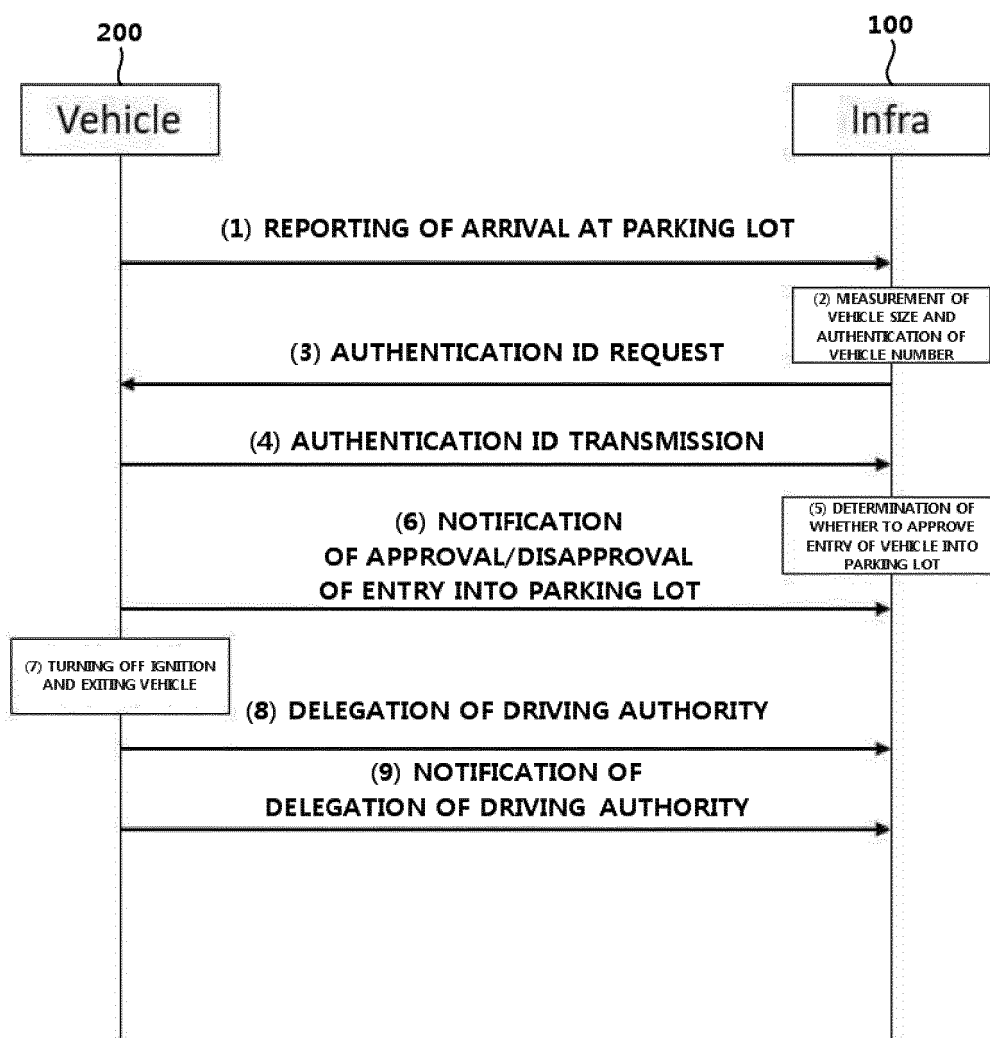 200
100
Vehicle
Infra
(1) REPORTING OF ARRIVAL AT PARKING LOT
(2) MEASUREMENT OF
VEHICLE SIZE AND
AUTHENTICATION OF
VEHICLE NUMBER
(3) AUTHENTICATION ID REQUEST
(4) AUTHENTICATION ID TRANSMISSION
(5) DETERMINATION OF
WHETHER TO APPROVE
ENTRY OF VEHICLE INTO
PARKING LOT
(6) NOTIFICATION
OF APPROVAL/DISAPPROVAL
OF ENTRY INTO PARKING LOT
(7) TURNING OFF IGNITION
AND EXITING VEHICLE
(8) DELEGATION OF DRIVING AUTHORITY
(9) NOTIFICATION OF
DELEGATION OF DRIVING AUTHORITY